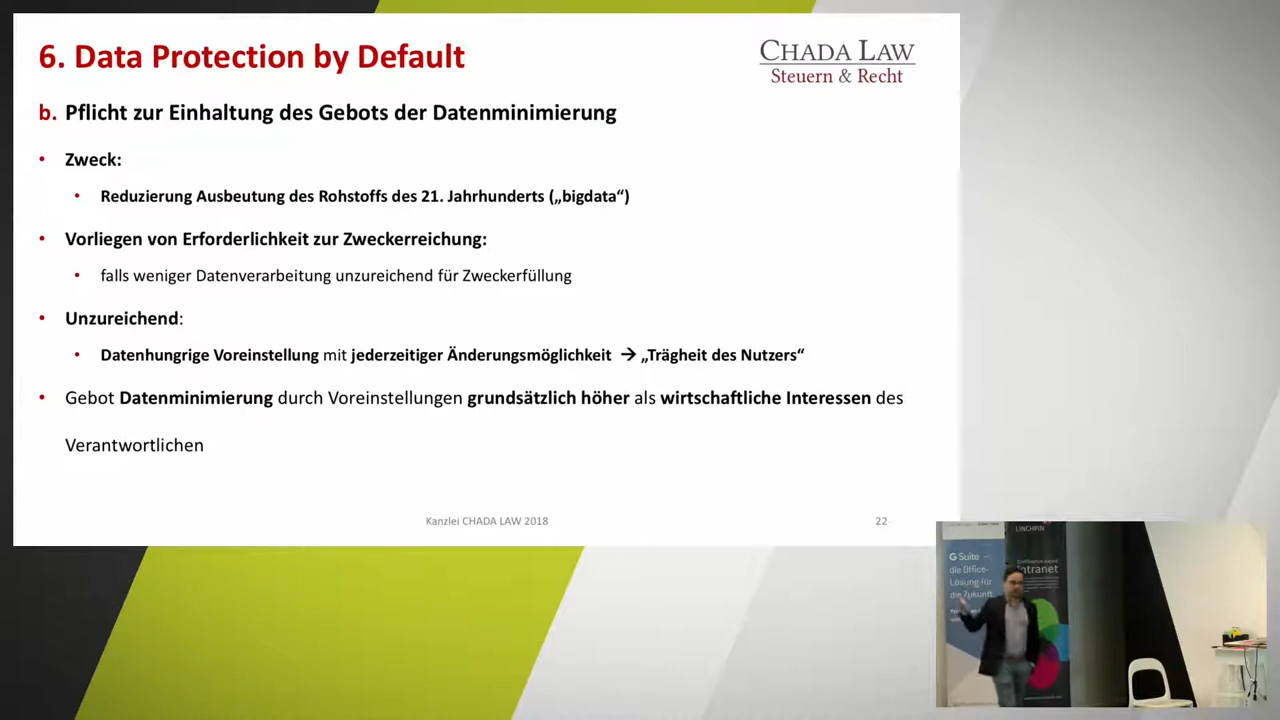 6. Data Protection by Default
CHADA LAW
Steuern & Recht
b. Pflicht zur Einhaltung des Gebots der Datenminimierung
• Zweck:
• Reduzierung Ausbeutung des Rohstoffs des 21. Jahrhunderts („bigdata“)
• Vorliegen von Erforderlichkeit zur Zweckerreichung:
• falls weniger Datenverarbeitung unzureichend für Zweckerfüllung
• Unzureichend:
• Datenhungrige Voreinstellung mit jederzeitiger Änderungsmöglichkeit → „Trägheit des Nutzers“
• Gebot Datenminimierung durch Voreinstellungen grundsätzlich höher als wirtschaftliche Interessen des
Verantwortlichen
Kanzlei CHADA LAW 2018
22
G Suite –
die Office-
Lösung für
die Zukunft
LINCHPIN
Intranet